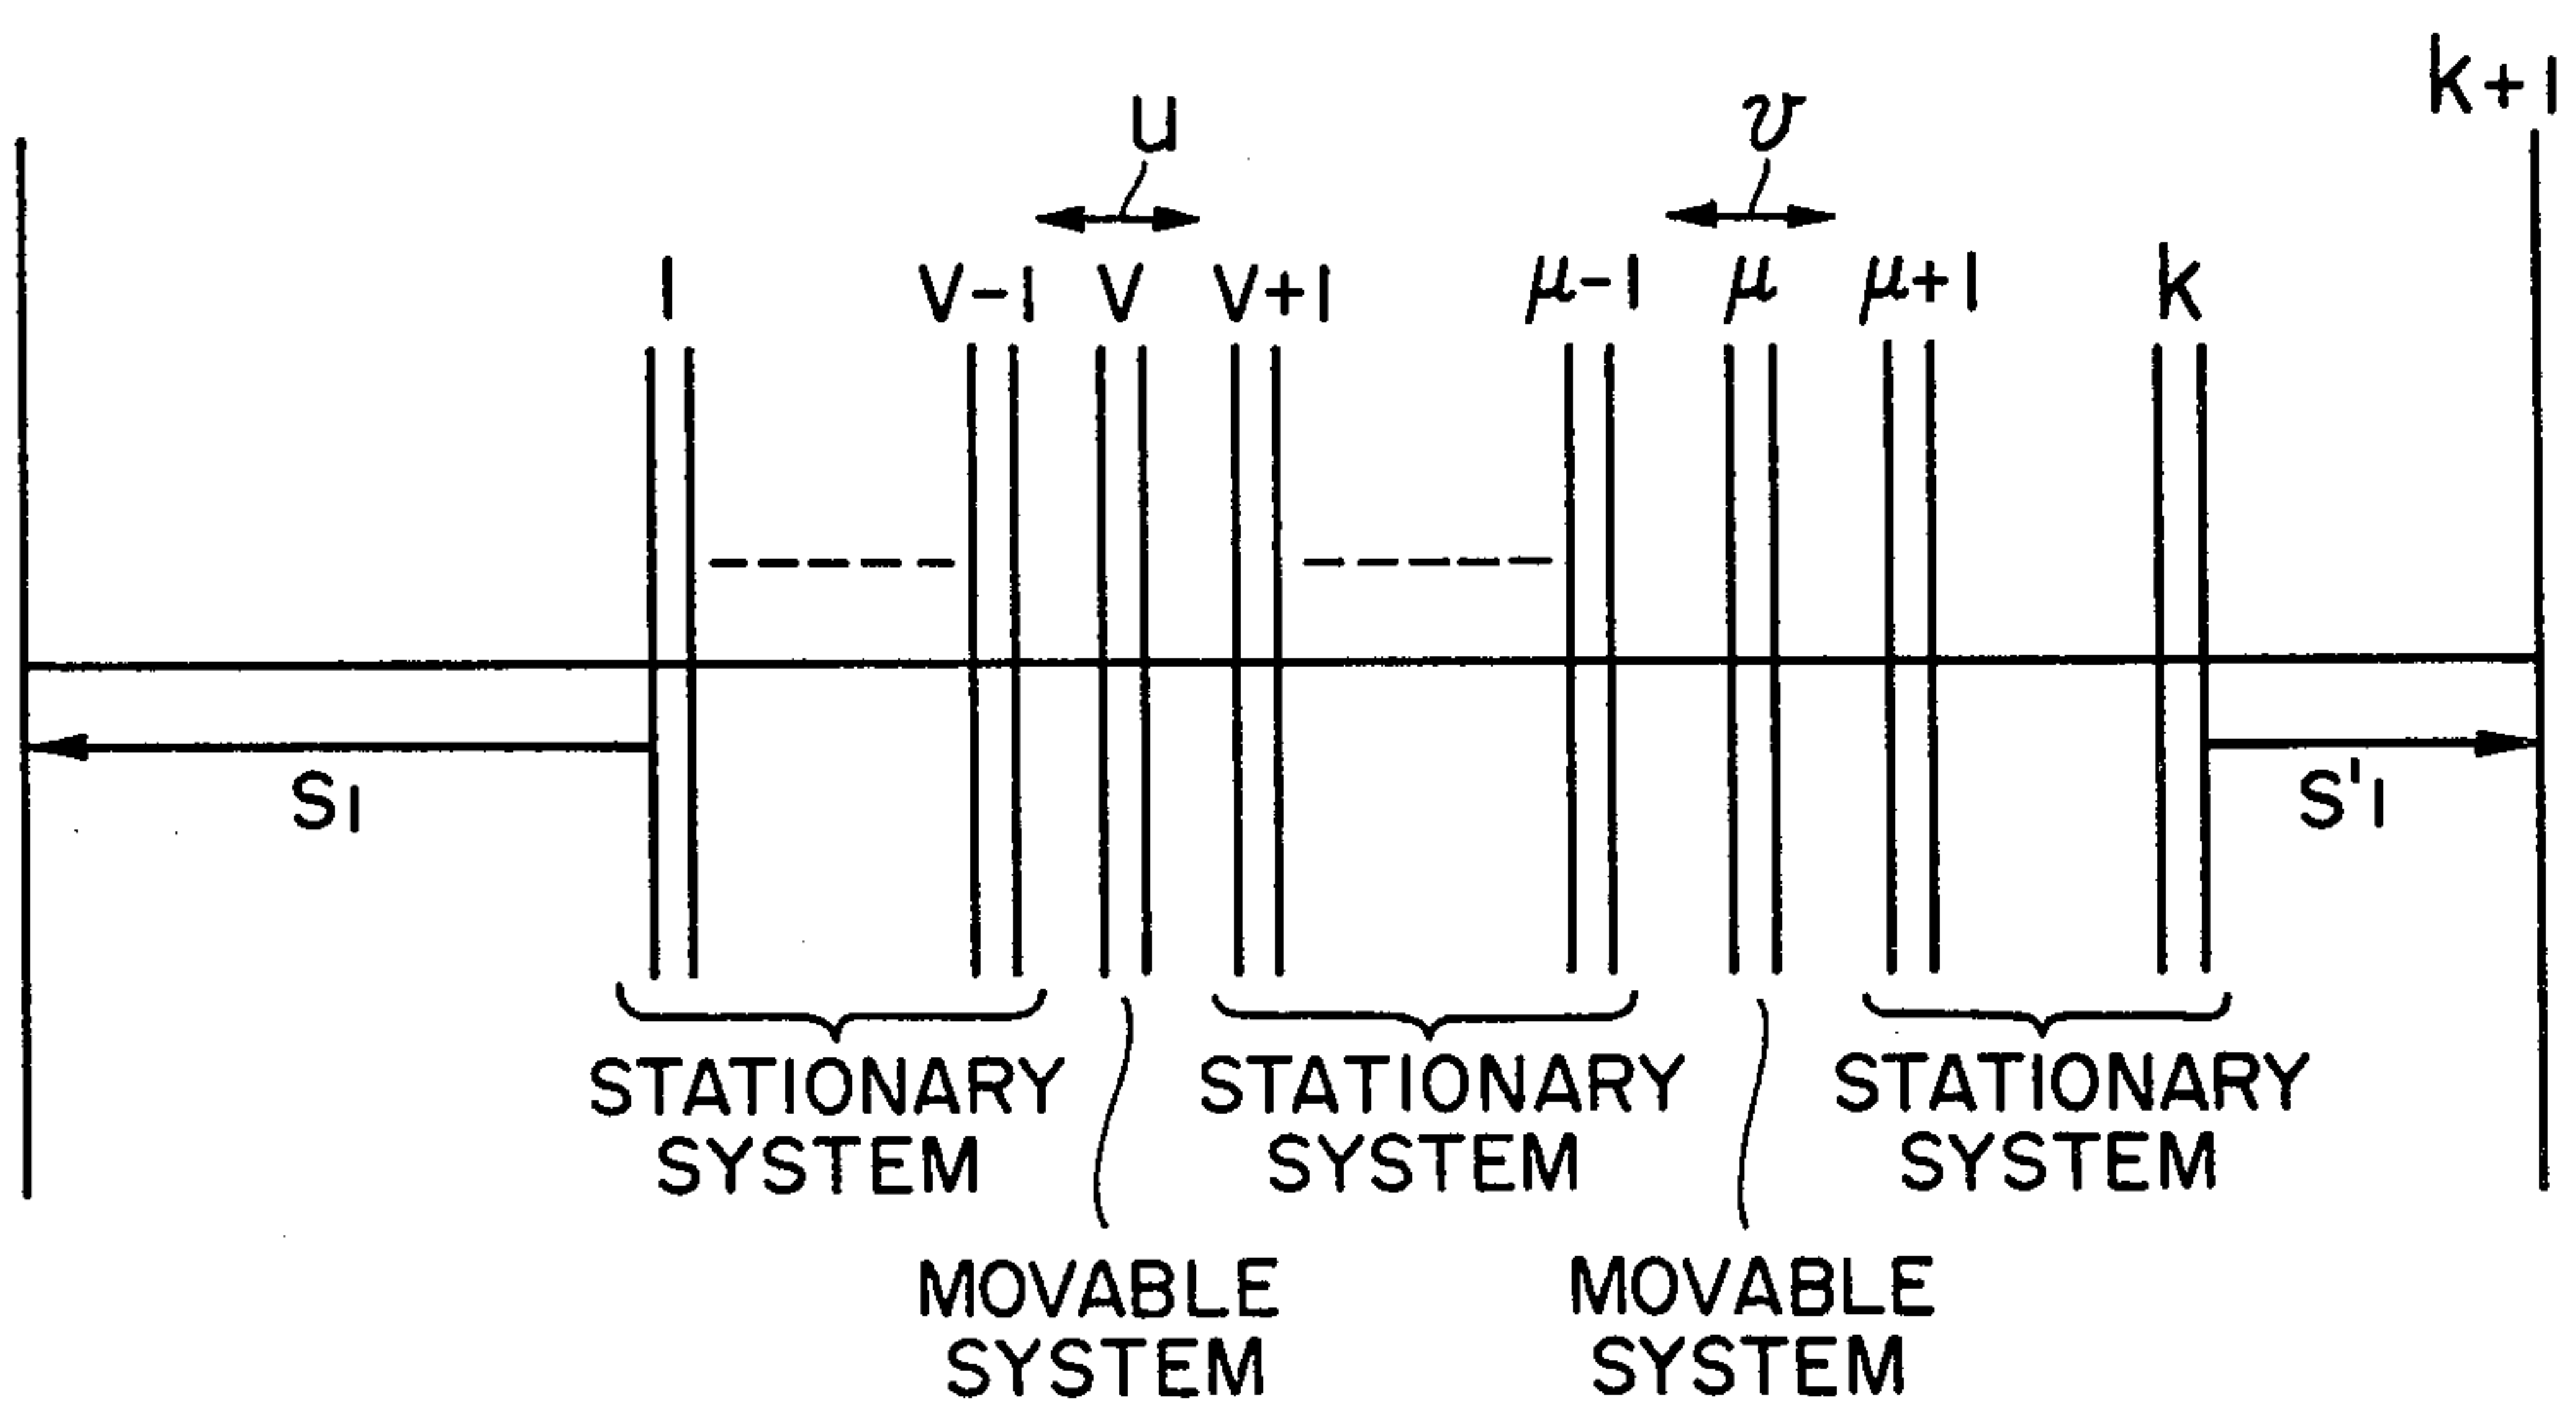 k+1
u
v
1
V-1
V
V+1
μ-1
μ
μ+1
k
S1
S'1
STATIONARY
SYSTEM
STATIONARY
SYSTEM
STATIONARY
SYSTEM
MOVABLE
SYSTEM
MOVABLE
SYSTEM